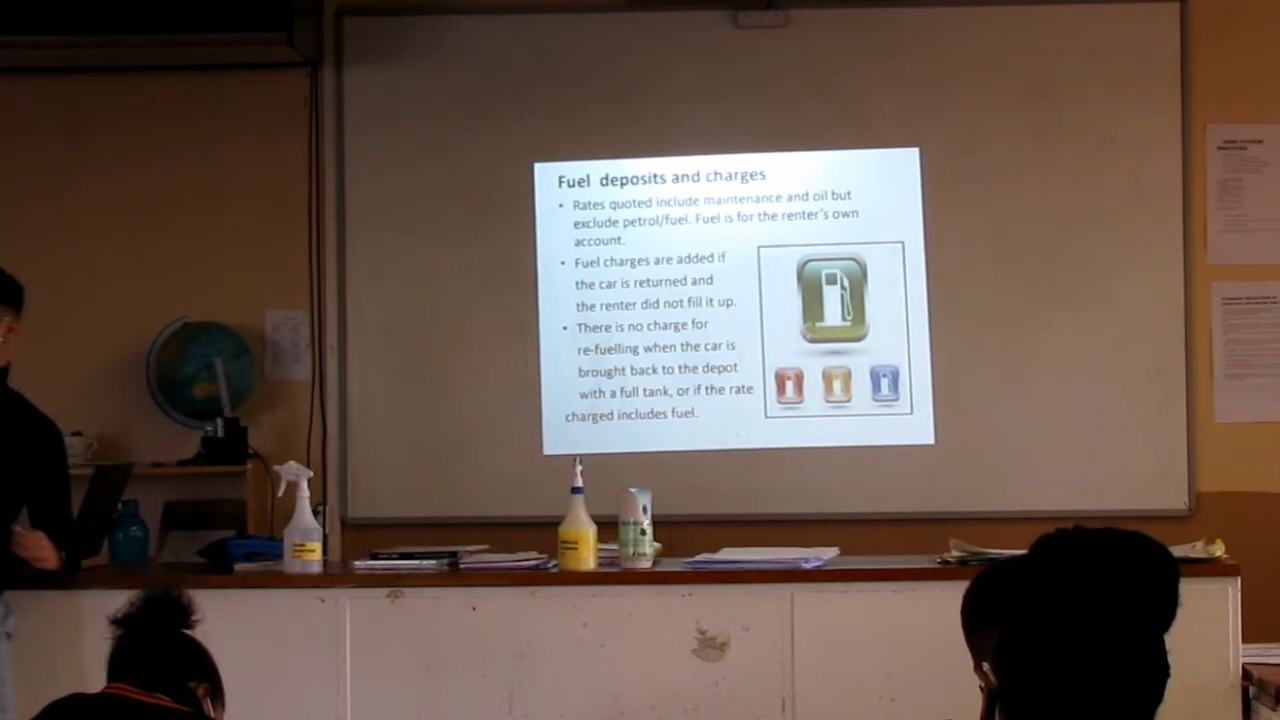 Fuel deposits and charges
• Rates quoted include maintenance and oil but
exclude petrol/fuel. Fuel is for the renter's own
account.
• Fuel charges are added if
the car is returned and
the renter did not fill it up.
• There is no charge for
re-fuelling when the car is
brought back to the depot
with a full tank, or if the rate
charged includes fuel.